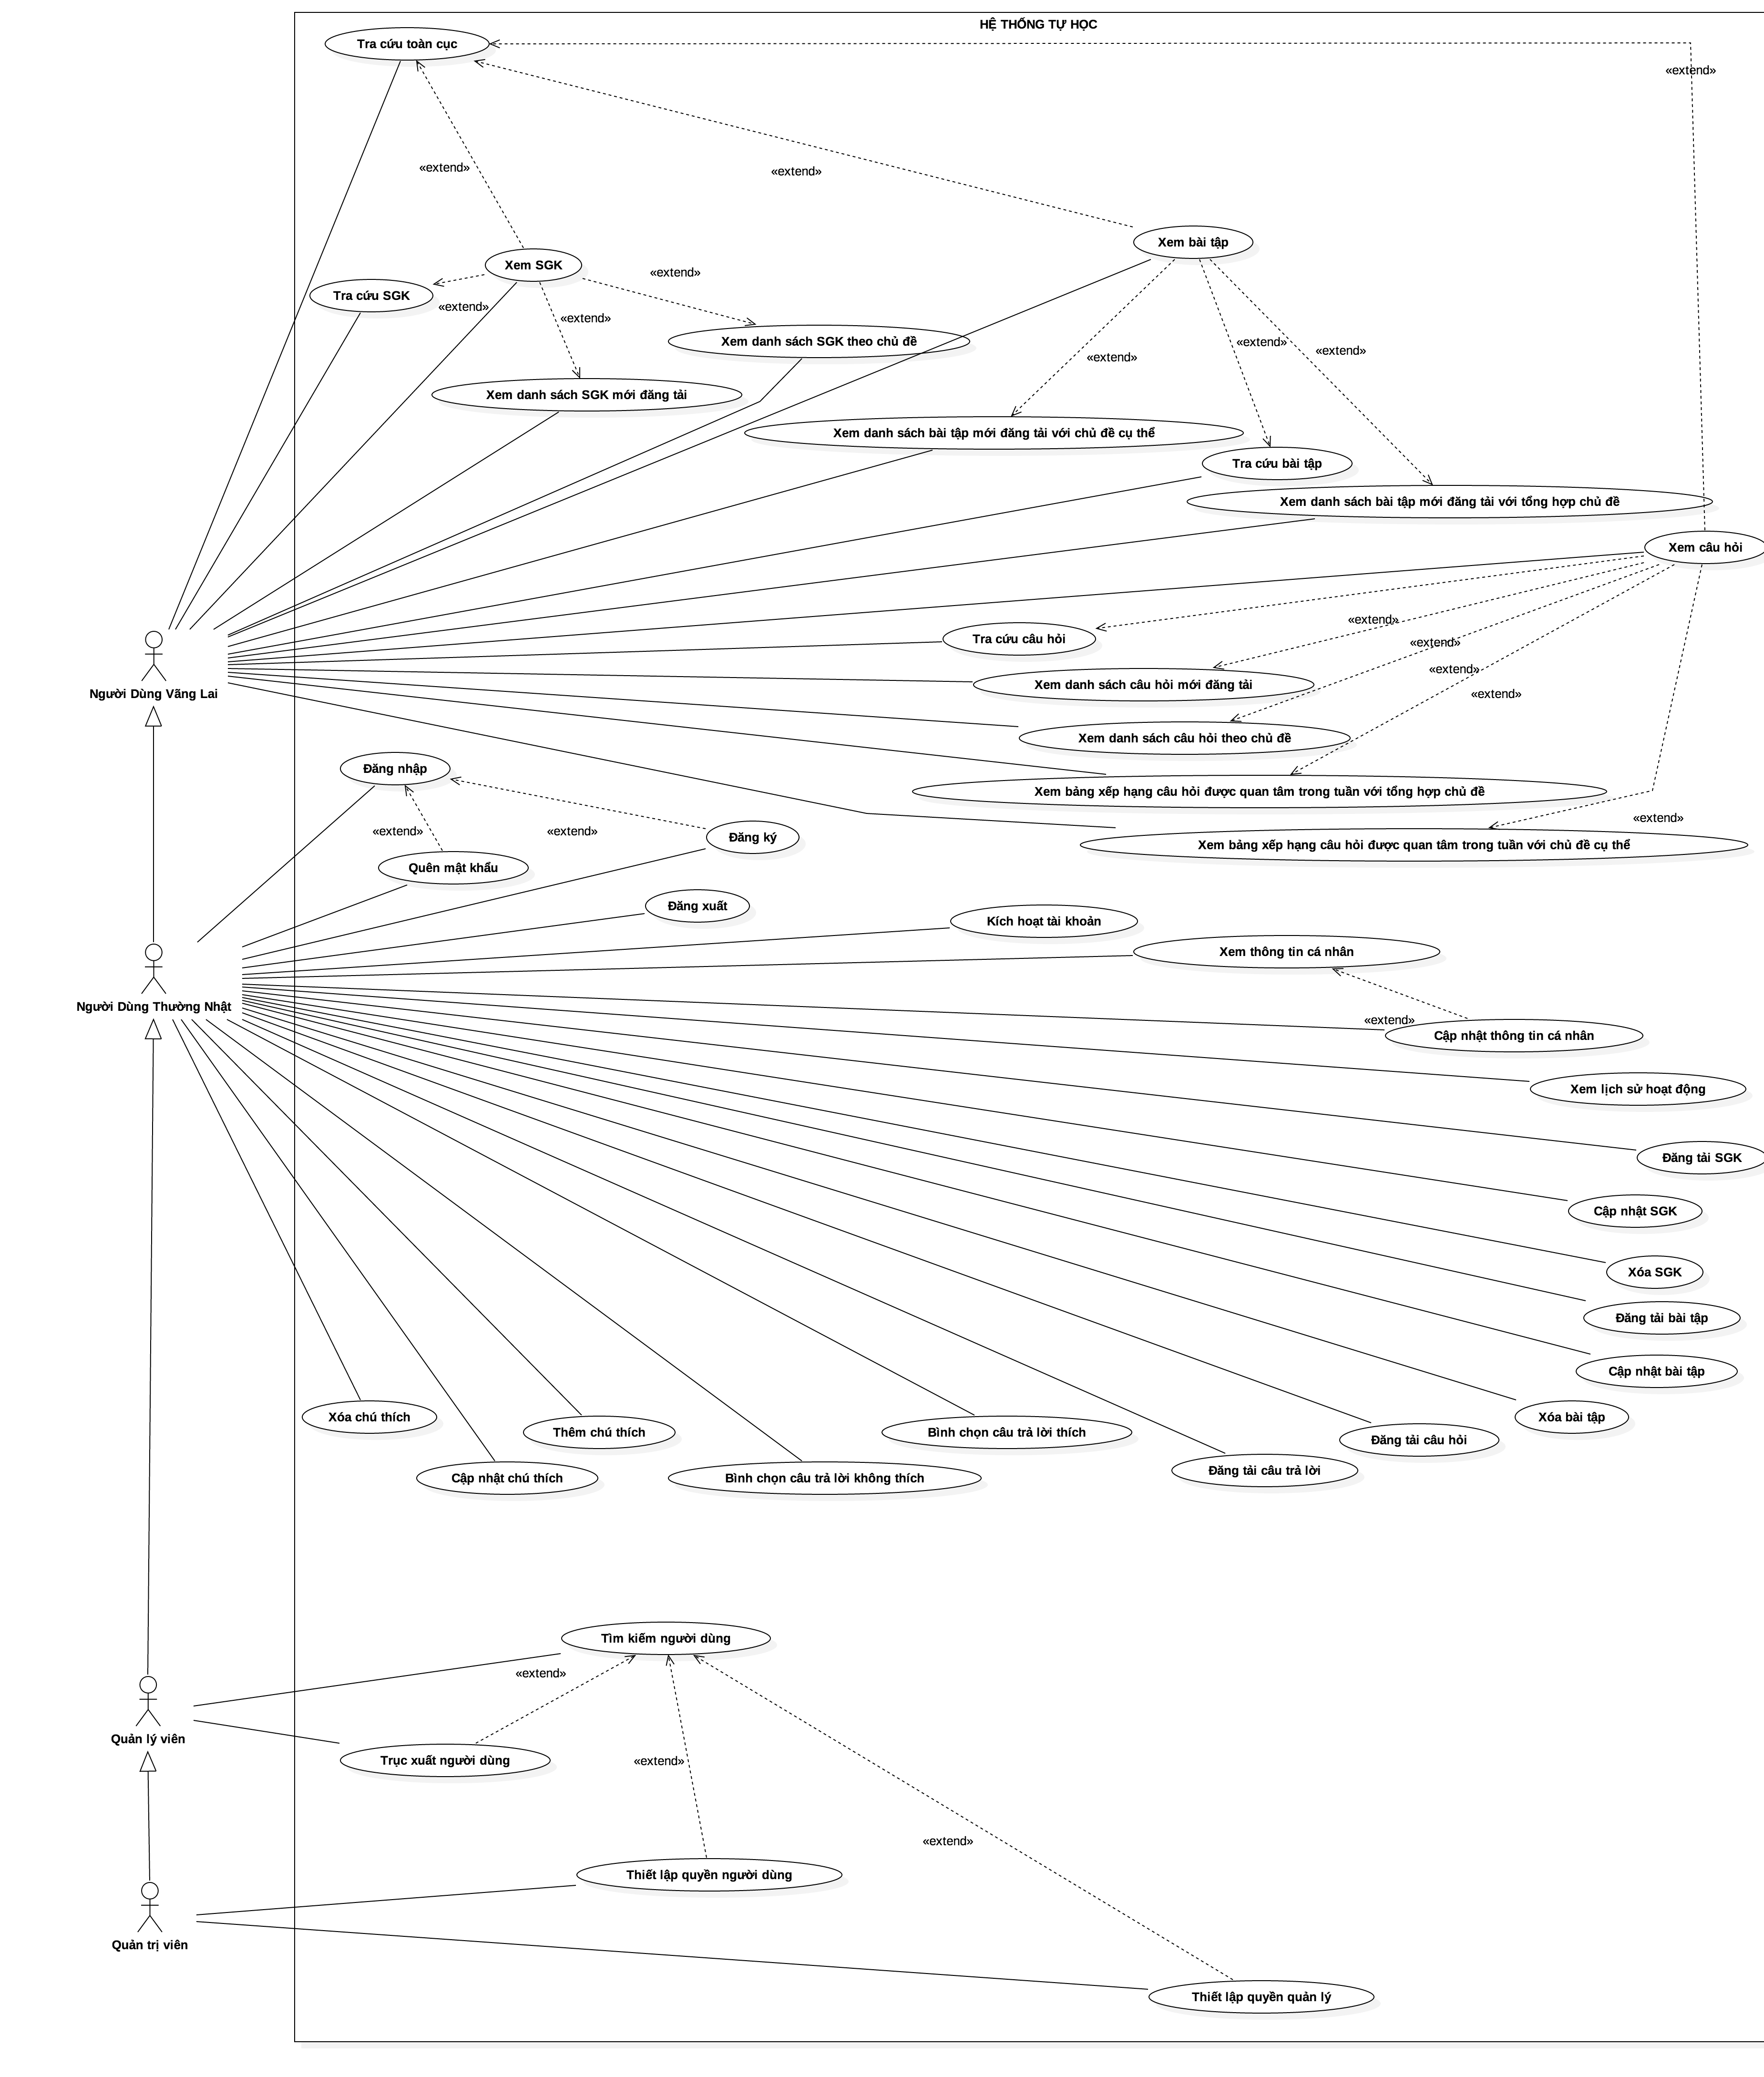 HỆ THỐNG TỰ HỌC
Tra cứu toàn cục
«extend»
«extend»
«extend»
Xem bài tập
Xem SGK
«extend»
Tra cứu SGK
«extend»
«extend»
Xem danh sách SGK theo chủ đề
«extend»
«extend»
«extend»
Xem danh sách SGK mới đăng tải
Xem danh sách bài tập mới đăng tải với chủ đề cụ thể
Tra cứu bài tập
Xem danh sách bài tập mới đăng tải với tổng hợp chủ đề
Xem câu hỏi
«extend»
Tra cứu câu hỏi
«extend»
«extend»
Xem danh sách câu hỏi mới đăng tải
«extend»
Người Dùng Vãng Lai
Xem danh sách câu hỏi theo chủ đề
Đăng nhập
Xem bảng xếp hạng câu hỏi được quan tâm trong tuần với tổng hợp chủ đề
«extend»
«extend»
«extend»
Đăng ký
Xem bảng xếp hạng câu hỏi được quan tâm trong tuần với chủ đề cụ thể
Quên mật khẩu
Đăng xuất
Kích hoạt tài khoản
Xem thông tin cá nhân
Người Dùng Thường Nhật
«extend»
Cập nhật thông tin cá nhân
Xem lịch sử hoạt động
Đăng tải SGK
Cập nhật SGK
Xóa SGK
Đăng tải bài tập
Cập nhật bài tập
Xóa chú thích
Xóa bài tập
Thêm chú thích
Bình chọn câu trả lời thích
Đăng tải câu hỏi
Đăng tải câu trả lời
Cập nhật chú thích
Bình chọn câu trả lời không thích
Tìm kiếm người dùng
«extend»
Quản lý viên
Trục xuất người dùng
«extend»
«extend»
Thiết lập quyền người dùng
Quản trị viên
Thiết lập quyền quản lý